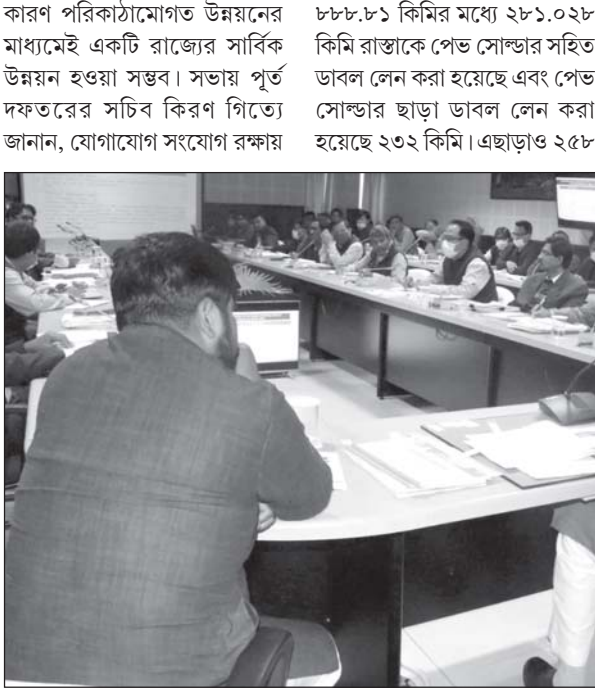 কারণ পরিকাঠামোগত উন্নয়নের
মাধ্যমেই একটি রাজ্যের সার্বিক
উন্নয়ন হওয়া সম্ভব। সভায় পূর্ত
দফতরের সচিব কিরণ গিত্যে
জানান, যোগাযোগ সংযোগ রক্ষায়
৮৮৮.৮১ কিমির মধ্যে ২৮১.০২৮
কিমি রাস্তাকে পেভ সোল্ডার সহিত
ডাবল লেন করা হয়েছে এবং পেভ
সোল্ডার ছাড়া ডাবল লেন করা
হয়েছে ২৩২ কিমি। এছাড়াও ২৫৮